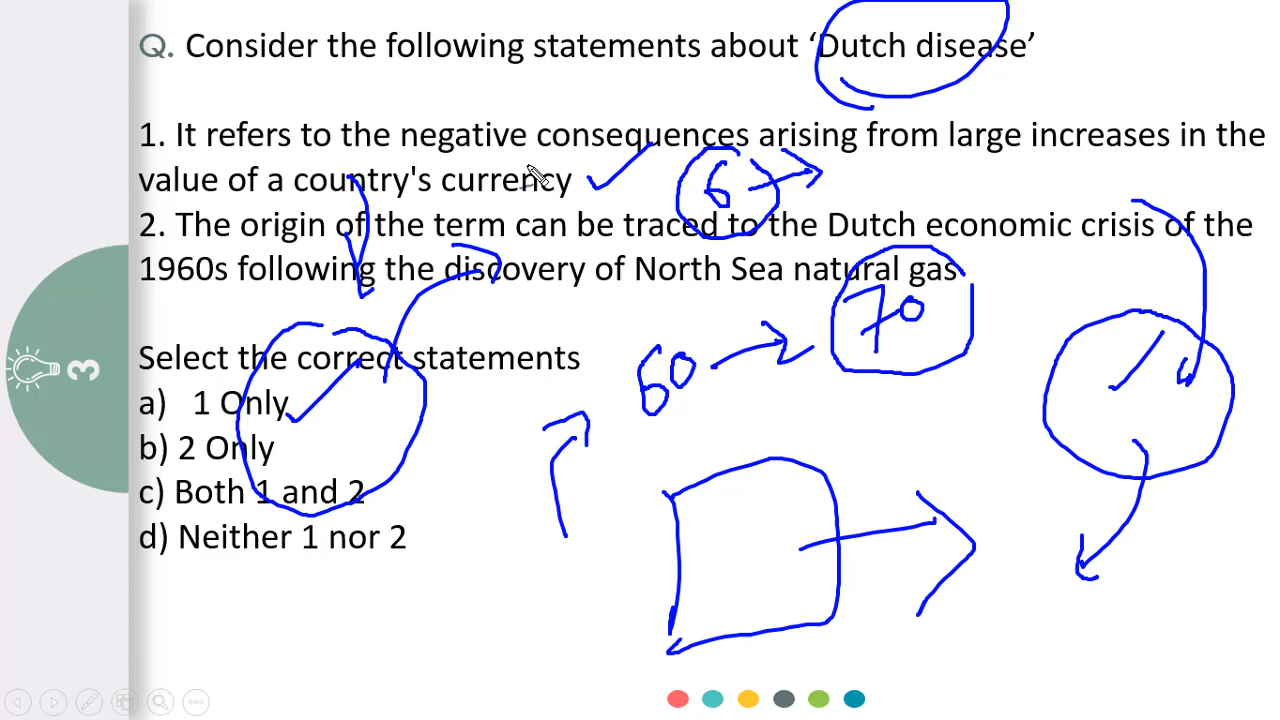 Q. Consider the following statements about ‘Dutch disease’
1. It refers to the negative consequences arising from large increases in the
value of a country's currency
6
2. The origin of the term can be traced to the Dutch economic crisis of the
1960s following the discovery of North Sea natural gas
70
3
Select the correct statements
60
a) 1 Only
b) 2 Only
c) Both 1 and 2
d) Neither 1 nor 2